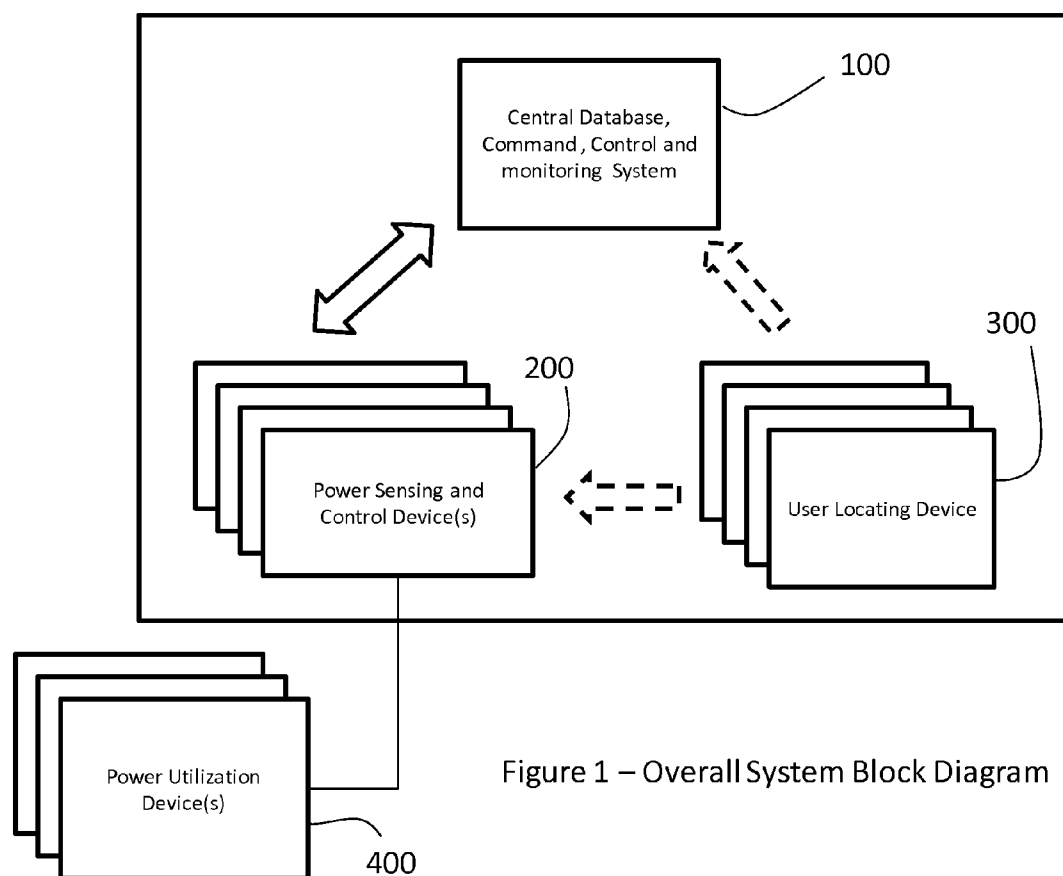 100
Central Database,
Command, Control and
monitoring System
300
200
Power Sensing and
Control Device(s)
User Locating Device
Power Utilization
Device(s)
Figure 1 – Overall System Block Diagram
400